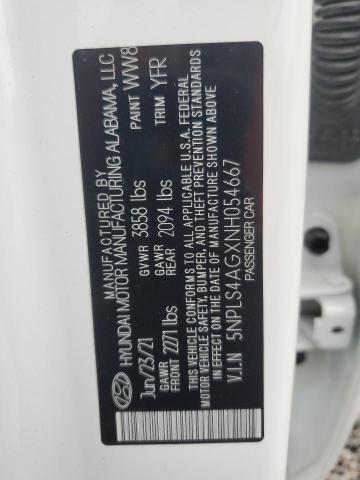 MANUFACTURED BY
HYUNDAI MOTOR MANUFACTURING ALABAMA, LLC
Jun/23/21 GVWR 3858 lbs PAINT WW8
GAWR FRONT 2271 lbs GAWR REAR 2094 lbs TRIM YFR
THIS VEHICLE CONFORMS TO ALL APPLICABLE U.S.A. FEDERAL
MOTOR VEHICLE SAFETY, BUMPER, AND THEFT PREVENTION STANDARDS
IN EFFECT ON THE DATE OF MANUFACTURE SHOWN ABOVE
V.I.N 5NPLS4AGXNH054667
PASSENGER CAR